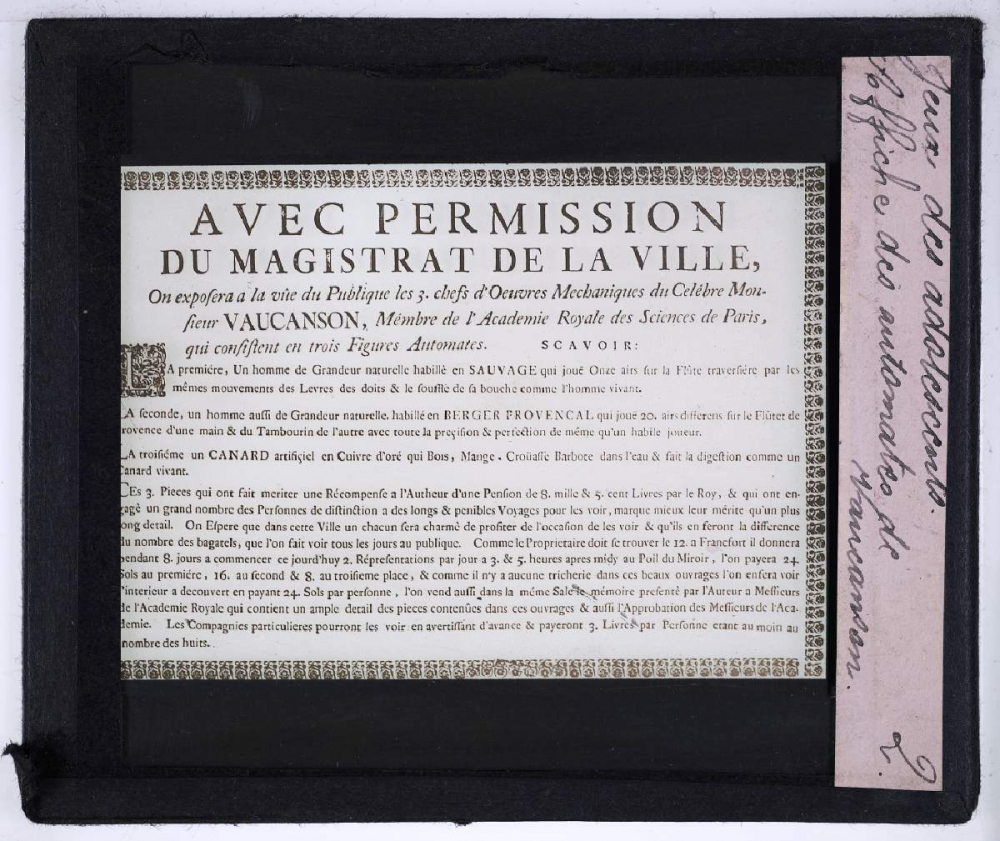 AVEC PERMISSION
DU MAGISTRAT DE LA VILLE,
On exposera a la vüe du Publique les 3. chefs d'Oeuvres Mechaniques du Celébre Mon-
sieur VAUCANSON, Mémbre de l'Academie Royale des Sciences de Paris,
qui consistent en trois Figures Automates. SCAVOIR:
LA premiére, Un homme de Grandeur naturelle habillé en SAUVAGE qui joué Onze airs sur la Flúte traversiére par les
mêmes mouvements des Levres des doits & le souffle de sa bouche comme l'homme vivant.
LA seconde, un homme aussi de Grandeur naturelle. habillé en BERGER PROVENCAL qui joue 20. airs differens sur le Flûtet de
rovence d'une main & du Tambourin de l'autre avec toute la preçision & perfection de même qu'un habile joueur.
LA troisiéme un CANARD artifiçiel en Cuivre d'oré qui Bois, Mange. Croüasse Barbote dans l'eau & fait la digestion comme un
Canard vivant.
CEs 3. Pieces qui ont fait meriter une Récompense a l'Autheur d'une Pension de 8. mille & 5. cent Livres par le Roy, & qui ont en-
gagé un grand nombre des Personnes de distinction a des longs & penibles Voyages pour les voir, marque mieux leur mérite qu'un plus
ong detail. On Espere que dans cette Ville un chacun sera charmé de profiter de l'occasion de les voir & qu'ils en feront la difference
du nombre des bagatels, que l'on fait voir tous les jours au publique. Comme le Proprietaire doit se trouver le 12. a Francfort il donnera
pendant 8. jours a commencer ce jourd'huy 2. Répresentations par jour a 3. & 5. heures apres midy au Poil du Miroir, l'on payera 24.
Sols au premiére, 16. au second & 8. au troisieme place, & comme il n'y a aucune tricherie dans ces beaux ouvrages l'on en sera voir
l'interieur a decouvert en payant 24. Sols par personne, l'on vend aussi dans la méme Sale le mémoire presenté par l'Auteur a Messieurs
de l'Academie Royale qui contient un ample detail des pieces contenües dans ces ouvrages & aussi l'Approbation des Messieurs de l'Aca-
demie. Les Compagnies particulieres pourront les voir en avertissant d'avance & payeront 3. Livres par Personne etant au moin au
nombre des huits.
Jeux des adolescents.
Affiche des automates de
Vaucanson.
2